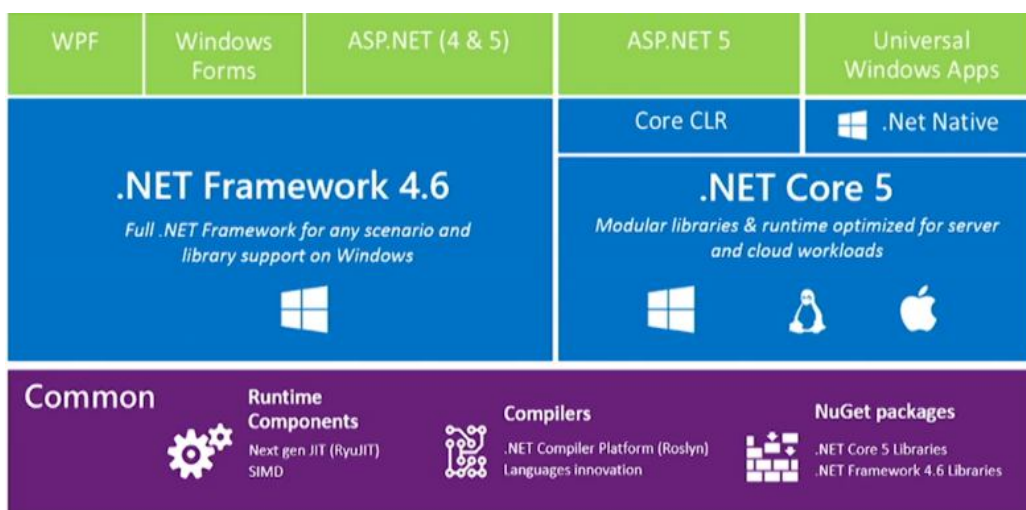 WPF
Windows
Forms
ASP.NET (4 & 5)
ASP.NET 5
Universal
Windows Apps
Core CLR
.Net Native
.NET Framework 4.6
Full .NET Framework for any scenario and
library support on Windows
.NET Core 5
Modular libraries & runtime optimized for server
and cloud workloads
Common
Runtime
Components
Next gen JIT (RyuJIT)
SIMD
Compilers
.NET Compiler Platform (Roslyn)
Languages innovation
NuGet packages
.NET Core 5 Libraries
.NET Framework 4.6 Libraries